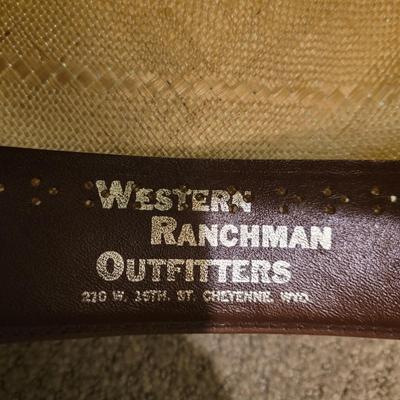 WESTERN
RANCHMAN
OUTFITTERS
210 W. 16TH. ST. CHEYENNE, WYO.